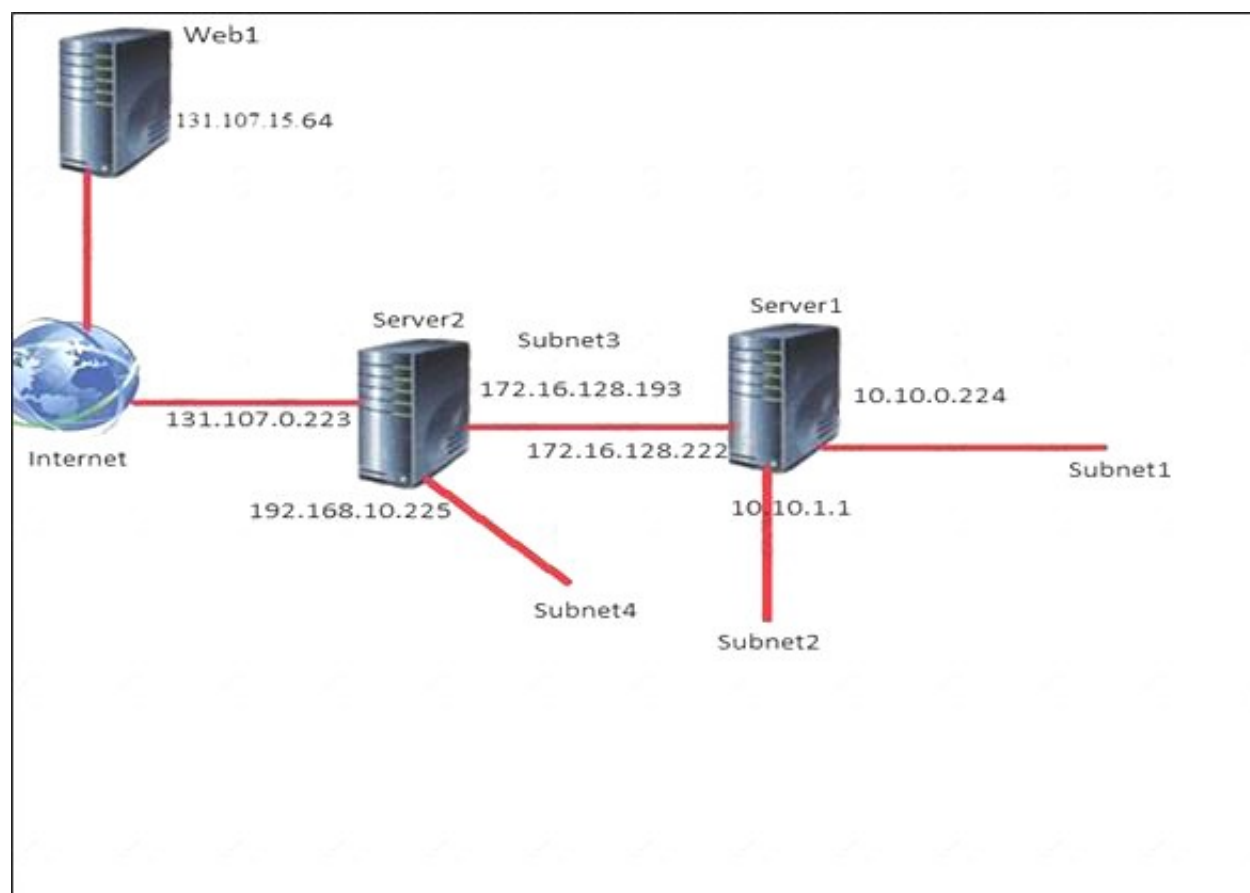 Web1
131.107.15.64
Server1
Server2
Subnet3
172.16.128.193
10.10.0.224
131.107.0.223
172.16.128.222
Internet
Subnet1
192.168.10.225
10.10.1.1
Subnet4
Subnet2